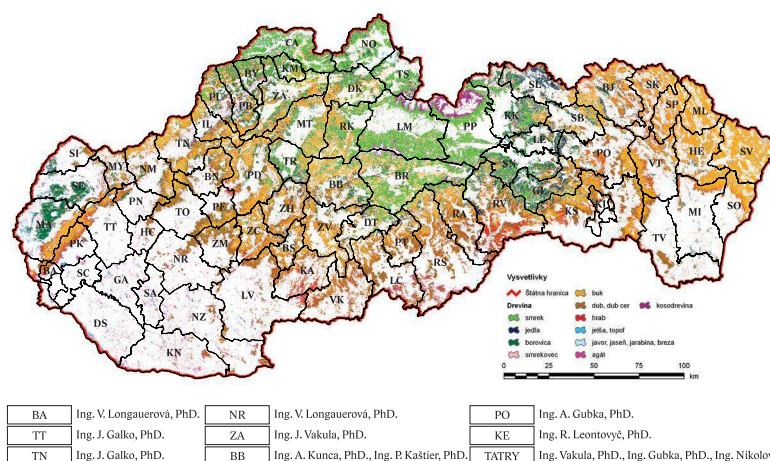 CA
NO
BY
KM
TS
PU
PB
ZA
DK
SL
BJ
SK
SP
ML
IL
MT
RK
LM
PP
KK
SB
TN
LE
PO
HE
SV
SI
MY
NM
BN
PD
TR
BB
BR
SN
VT
SE
PN
GL
MA
TO
PE
ZH
DT
RA
RV
KS
KE
MI
SO
PK
TT
HC
ZM
ZC
ZV
PT
TV
BA
SC
NR
BS
RS
GA
SA
LV
KA
VK
LC
DS
NZ
KN
Vysvetlivky
Štátna hranica
Drevina
smrek
jedľa
borovica
smrekovec
buk
dub, dub cer
hrab
jelša, topoľ
javor, jaseň, jarabina, breza
agát
kosodrevina
0 25 50 100
km
BA Ing. V. Longauerová, PhD. NR Ing. V. Longauerová, PhD. PO Ing. A. Gubka, PhD.
TT Ing. J. Galko, PhD. ZA Ing. J. Vakula, PhD. KE Ing. R. Leontovyč, PhD.
TN Ing. J. Galko, PhD. BB Ing. A. Kunca, PhD., Ing. P. Kaštier, PhD. TATRY Ing. Vakula, PhD., Ing. Gubka, PhD., Ing. Nikolov